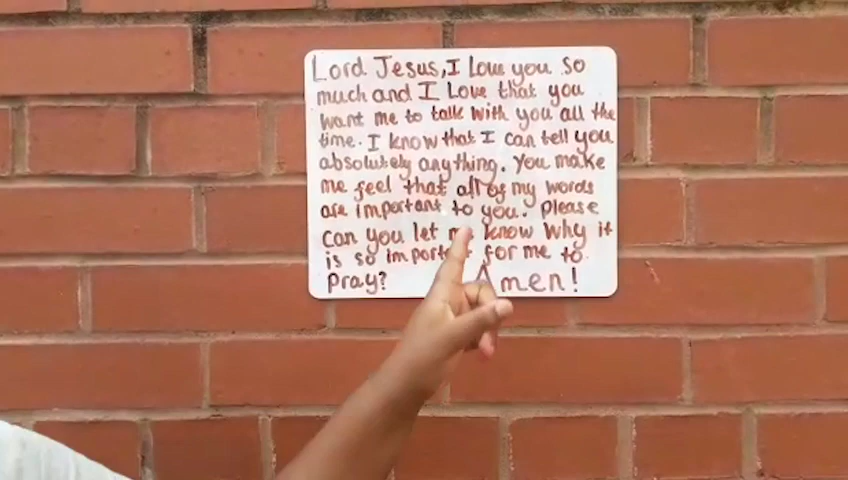 Lord Jesus, I Love you so
much and I Love that you
want me to talk with you all the
time. I know that I can tell you
absolutely anything. You make
me feel that all of my words
are important to you. Please
can you let know why it
is so for me to
pray? Amen!